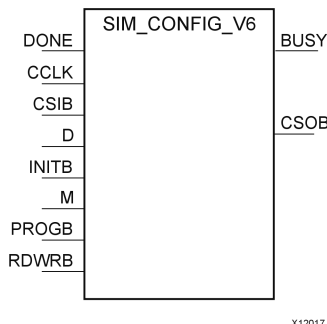 SIM_CONFIG_V6
DONE
BUSY
CCLK
CSIB
CSOB
D
INITB
M
PROGB
RDWRB
X12017